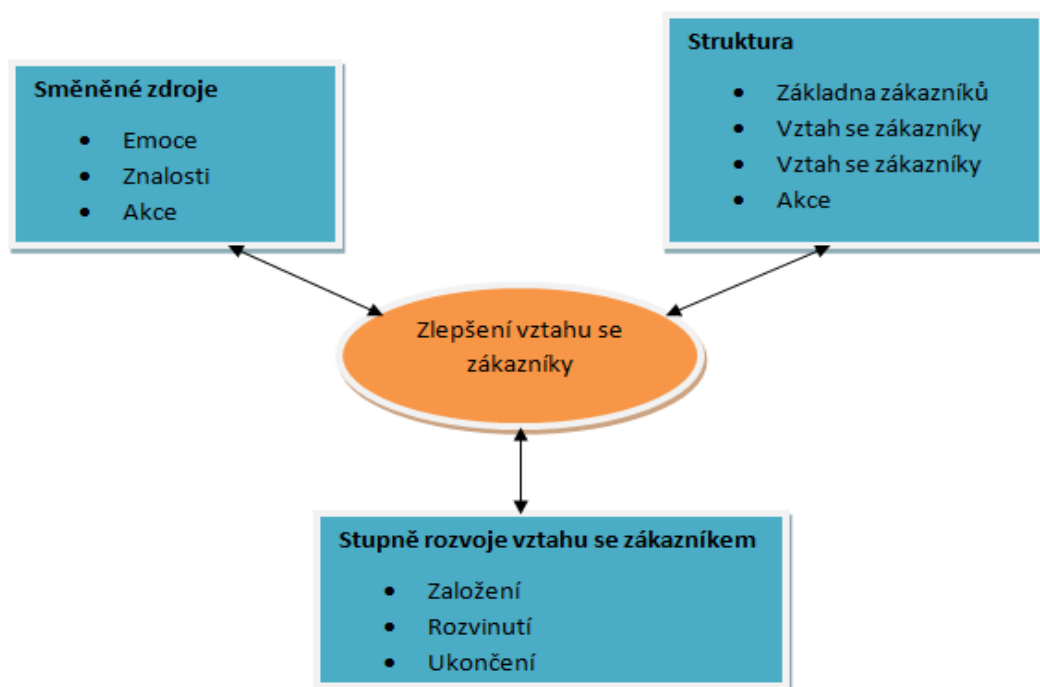 Směněné zdroje
• Emoce
• Znalosti
• Akce
Struktura
• Základna zákazníků
• Vztah se zákazníky
• Vztah se zákazníky
• Akce
Zlepšení vztahu se
zákazníky
Stupně rozvoje vztahu se zákazníkem
• Založení
• Rozvinutí
• Ukončení